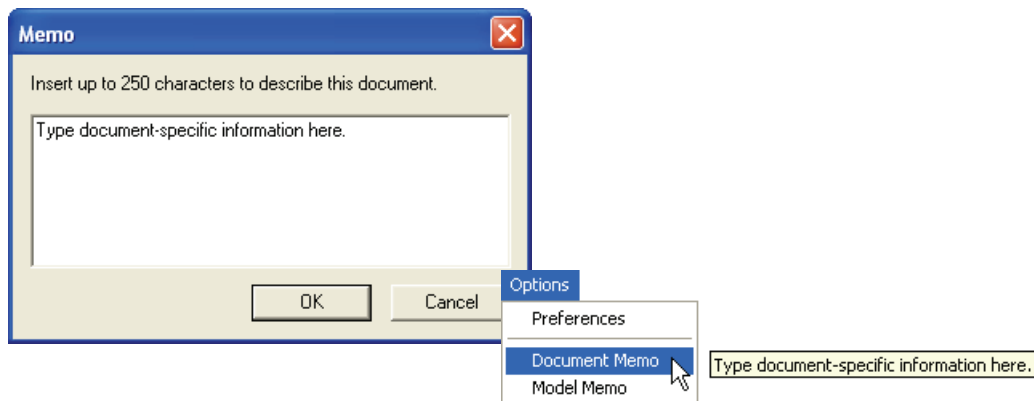 Memo
Insert up to 250 characters to describe this document.
Type document-specific information here.
OK
Cancel
Options
Preferences
Document Memo
Type document-specific information here.
Model Memo